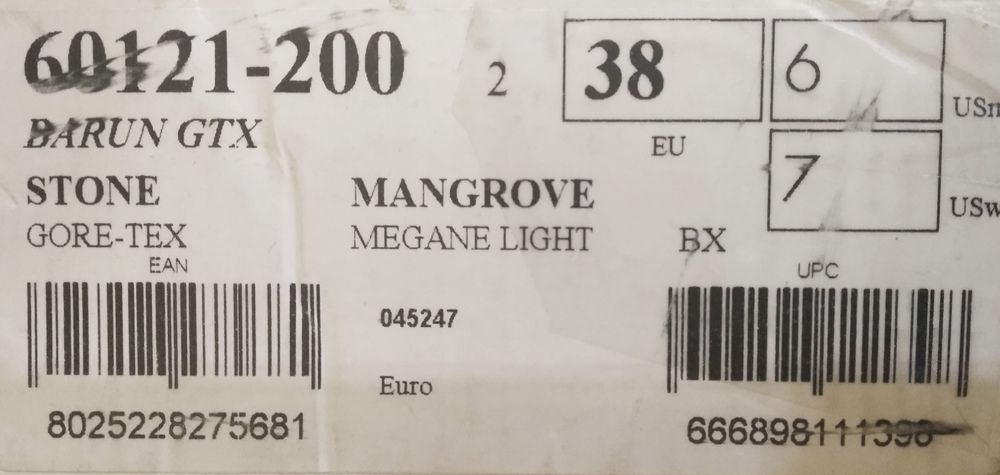 60121-200 2 38 6 USm
BARUN GTX EU
7 USw
STONE MANGROVE
GORE-TEX MEGANE LIGHT BX
EAN UPC
045247
Euro
8025228275681 666898111398